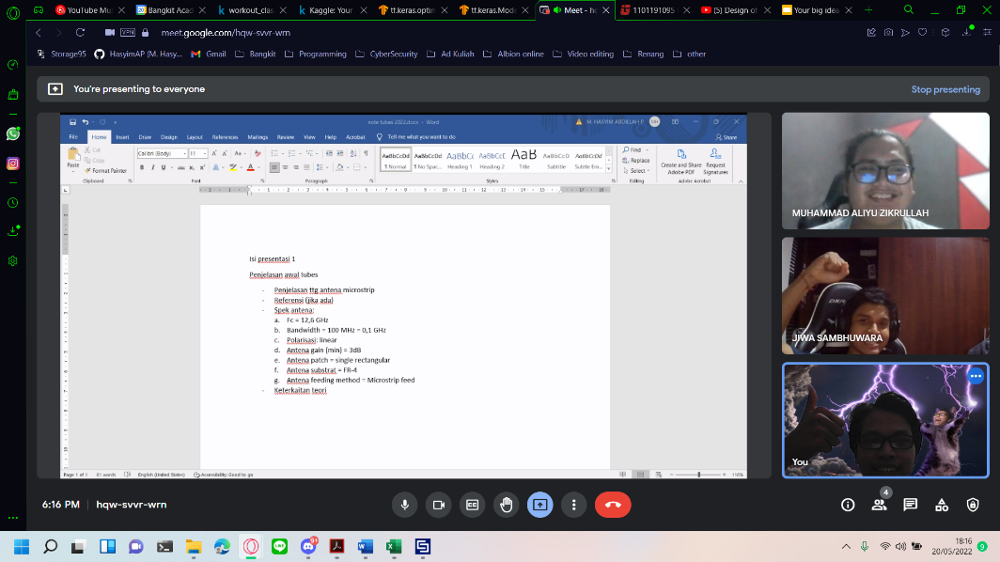 YouTube Mus
Bangkit Acad
workout_clas
Kaggle: Your
tf.keras.optim
tf.keras.Mode
Meet - hq
1101191095
(5) Design of
Your big idea
VPN
meet.google.com/hqw-svvr-wrn
Storage95
HasyimAP (M. Hasy...
Gmail
Bangkit
Programming
CyberSecurity
Ad Kuliah
Albion online
Video editing
Renang
other
You're presenting to everyone
Stop presenting
note tubes 2022.docx - Word
M. HASYIM ABDILLAH P.
MH
File
Home
Insert
Draw
Design
Layout
References
Mailings
Review
View
Help
Acrobat
Tell me what you want to do
Share
Paste
Cut
Copy
Format Painter
Calibri (Body)
11
AaBbCcDd
¶ Normal
AaBbCcDd
¶ No Spac...
AaBbCc
Heading 1
AaBbCcD
Heading 2
AaB
Title
AaBbCcD
Subtitle
AaBbCcDd
Subtle Em...
Find
Replace
Select
Create and Share
Adobe PDF
Request
Signatures
Clipboard
Font
Paragraph
Styles
Editing
Adobe Acrobat
Isi presentasi 1
Penjelasan awal tubes
- Penjelasan ttg antena microstrip
- Referensi (jika ada)
- Spek antena:
a. Fc = 12,6 GHz
b. Bandwidth = 100 MHz = 0,1 GHz
c. Polarisasi: linear
d. Antena gain (min) = 3dB
e. Antena patch = single rectangular
f. Antena substrat = FR-4
g. Antena feeding method = Microstrip feed
- Keterkaitan teori
Page 1 of 1
61 words
English (United States)
Accessibility: Good to go
116%
MUHAMMAD ALIYU ZIKRULLAH
JIWA SAMBHUWARA
You
6:16 PM
hqw-svvr-wrn
4
18:16
20/05/2022
9